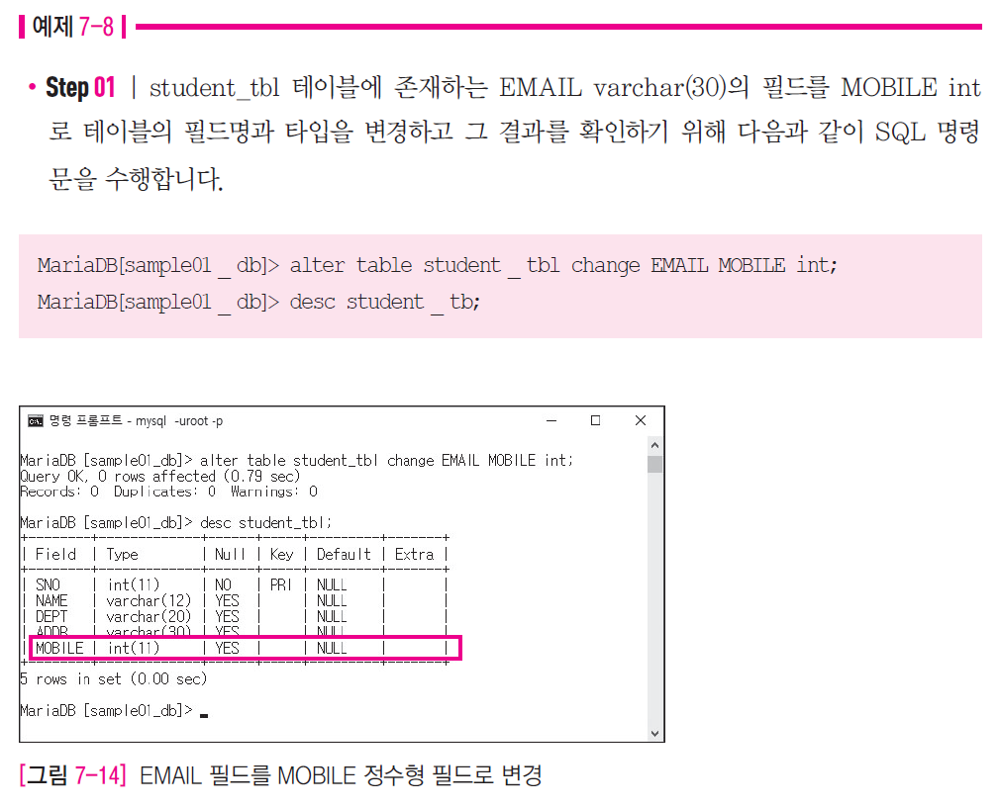 예제 7-8
• Step 01 | student_tbl 테이블에 존재하는 EMAIL varchar(30)의 필드를 MOBILE int
로 테이블의 필드명과 타입을 변경하고 그 결과를 확인하기 위해 다음과 같이 SQL 명령
문을 수행합니다.
MariaDB[sample01 _ db]> alter table student _ tbl change EMAIL MOBILE int;
MariaDB[sample01 _ db]> desc student _ tb;
명령 프롬프트 - mysql -uroot -p
MariaDB [sample01_db]> alter table student_tbl change EMAIL MOBILE int;
Query OK, 0 rows affected (0.79 sec)
Records: 0 Duplicates: 0 Warnings: 0
MariaDB [sample01_db]> desc student_tbl;
| Field | Type | Null | Key | Default | Extra |
| SNO | int(11) | NO | PRI | NULL | |
| NAME | varchar(12) | YES | | NULL | |
| DEPT | varchar(20) | YES | | NULL | |
| ADDR | varchar(30) | YES | | NULL | |
| MOBILE | int(11) | YES | | NULL | |
5 rows in set (0.00 sec)
MariaDB [sample01_db]> _
[그림 7-14] EMAIL 필드를 MOBILE 정수형 필드로 변경